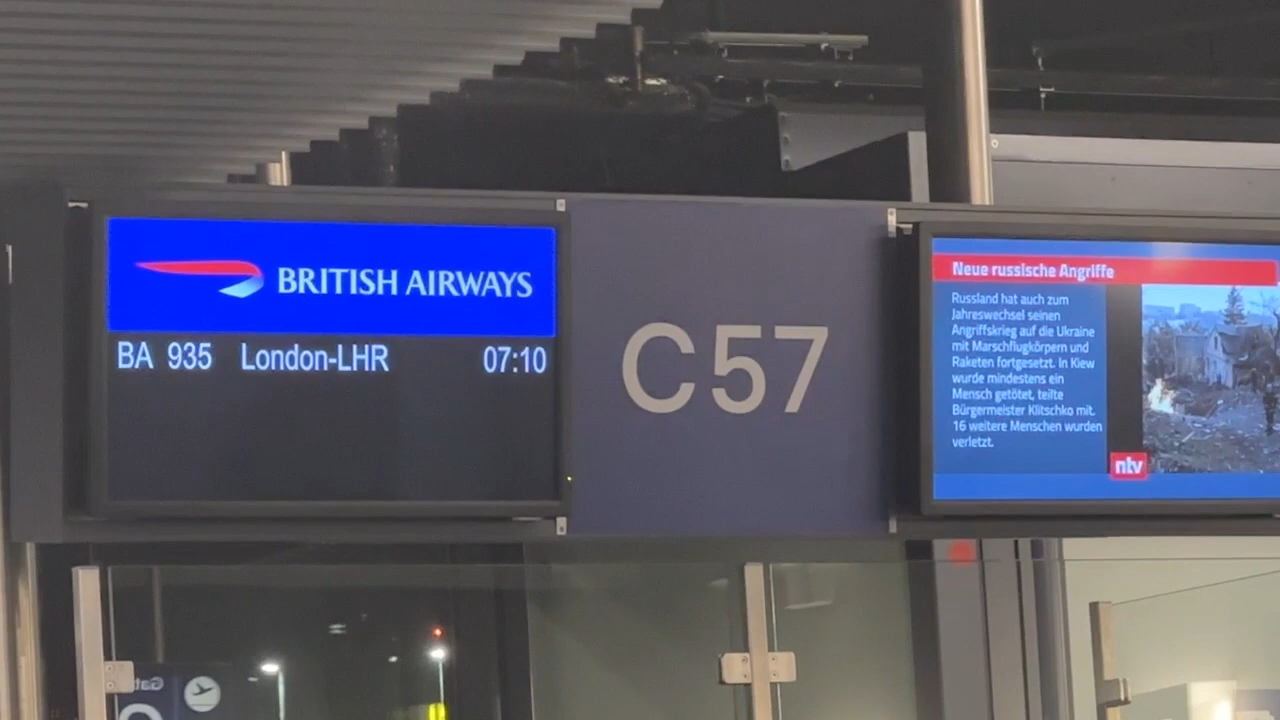 BRITISH AIRWAYS
BA 935 London-LHR 07:10
C57
Neue russische Angriffe
Russland hat auch zum
Jahreswechsel seinen
Angriffskrieg auf die Ukraine
mit Marschflugkörpern und
Raketen fortgesetzt. In Kiew
wurde mindestens ein
Mensch getötet, teilte
Bürgermeister Klitschko mit.
16 weitere Menschen wurden
verletzt.
ntv